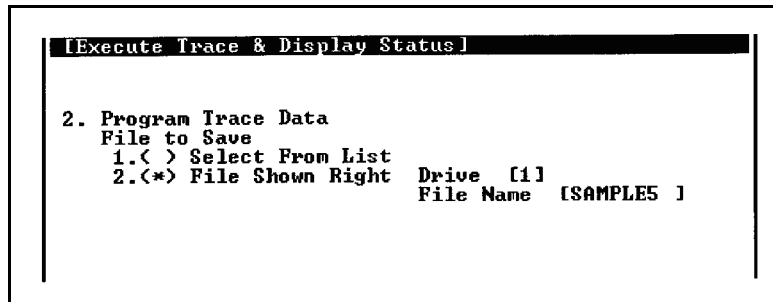 [Execute Trace & Display Status]
2. Program Trace Data
File to Save
1.( ) Select From List
2.(*) File Shown Right Drive [1]
File Name [SAMPLE5 ]